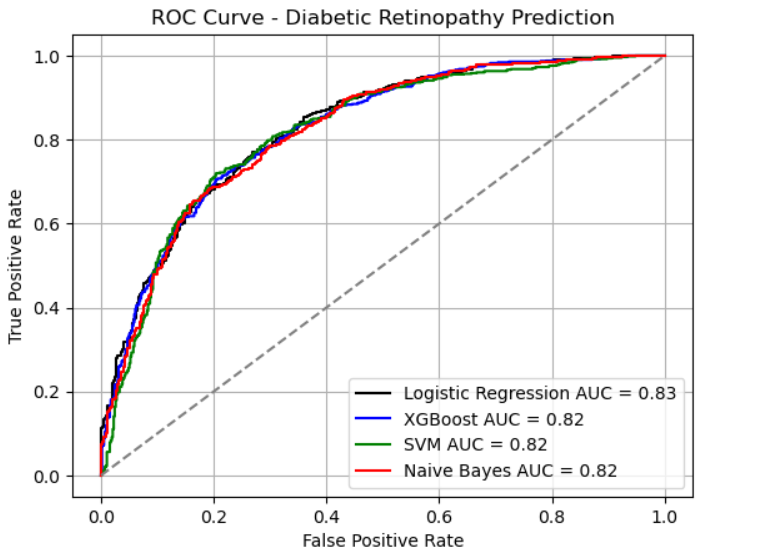 ROC Curve - Diabetic Retinopathy Prediction
True Positive Rate
1.0
0.8
0.6
0.4
0.2
0.0
Logistic Regression AUC = 0.83
XGBoost AUC = 0.82
SVM AUC = 0.82
Naive Bayes AUC = 0.82
0.0 0.2 0.4 0.6 0.8 1.0
False Positive Rate